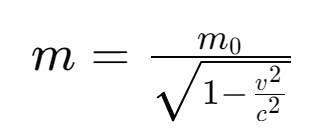 m = m₀ / √(1 − v²/c²)